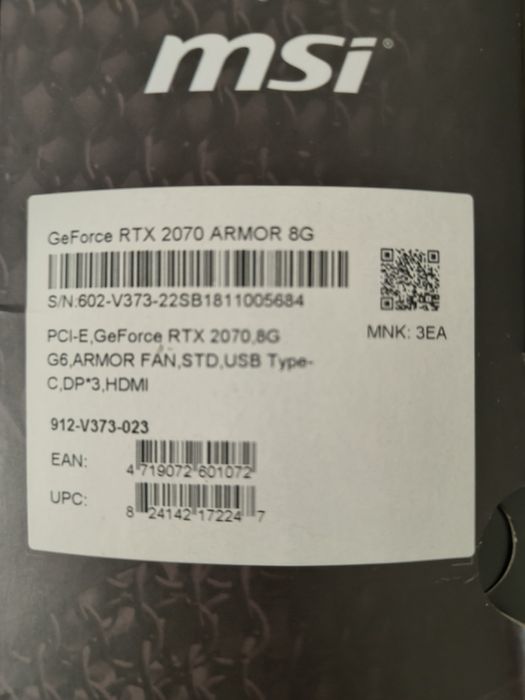 msi
GeForce RTX 2070 ARMOR 8G
S/N:602-V373-22SB1811005684
PCI-E,GeForce RTX 2070,8G
G6,ARMOR FAN,STD,USB Type-
C,DP*3,HDMI
MNK: 3EA
912-V373-023
EAN:
4 719072 601072
UPC:
8 24142 17224 7